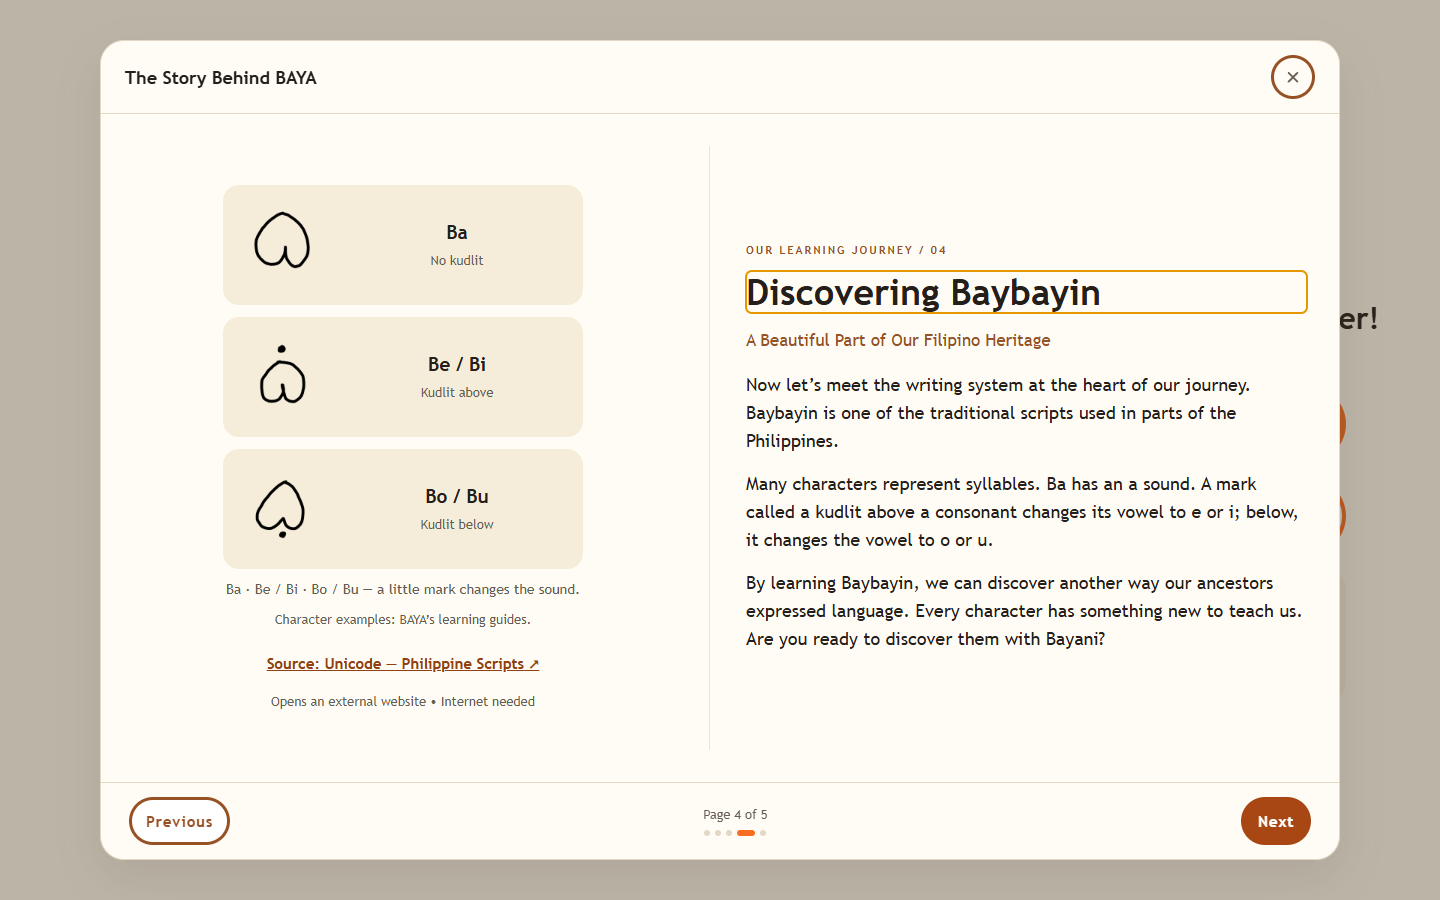 The Story Behind BAYA
✕
Ba
No kudlit
Be / Bi
Kudlit above
Bo / Bu
Kudlit below
Ba · Be / Bi · Bo / Bu — a little mark changes the sound.
Character examples: BAYA’s learning guides.
Source: Unicode — Philippine Scripts ↗
Opens an external website • Internet needed
OUR LEARNING JOURNEY / 04
Discovering Baybayin
A Beautiful Part of Our Filipino Heritage
Now let’s meet the writing system at the heart of our journey.
Baybayin is one of the traditional scripts used in parts of the
Philippines.
Many characters represent syllables. Ba has an a sound. A mark
called a kudlit above a consonant changes its vowel to e or i; below,
it changes the vowel to o or u.
By learning Baybayin, we can discover another way our ancestors
expressed language. Every character has something new to teach us.
Are you ready to discover them with Bayani?
er!
Previous
Page 4 of 5
Next